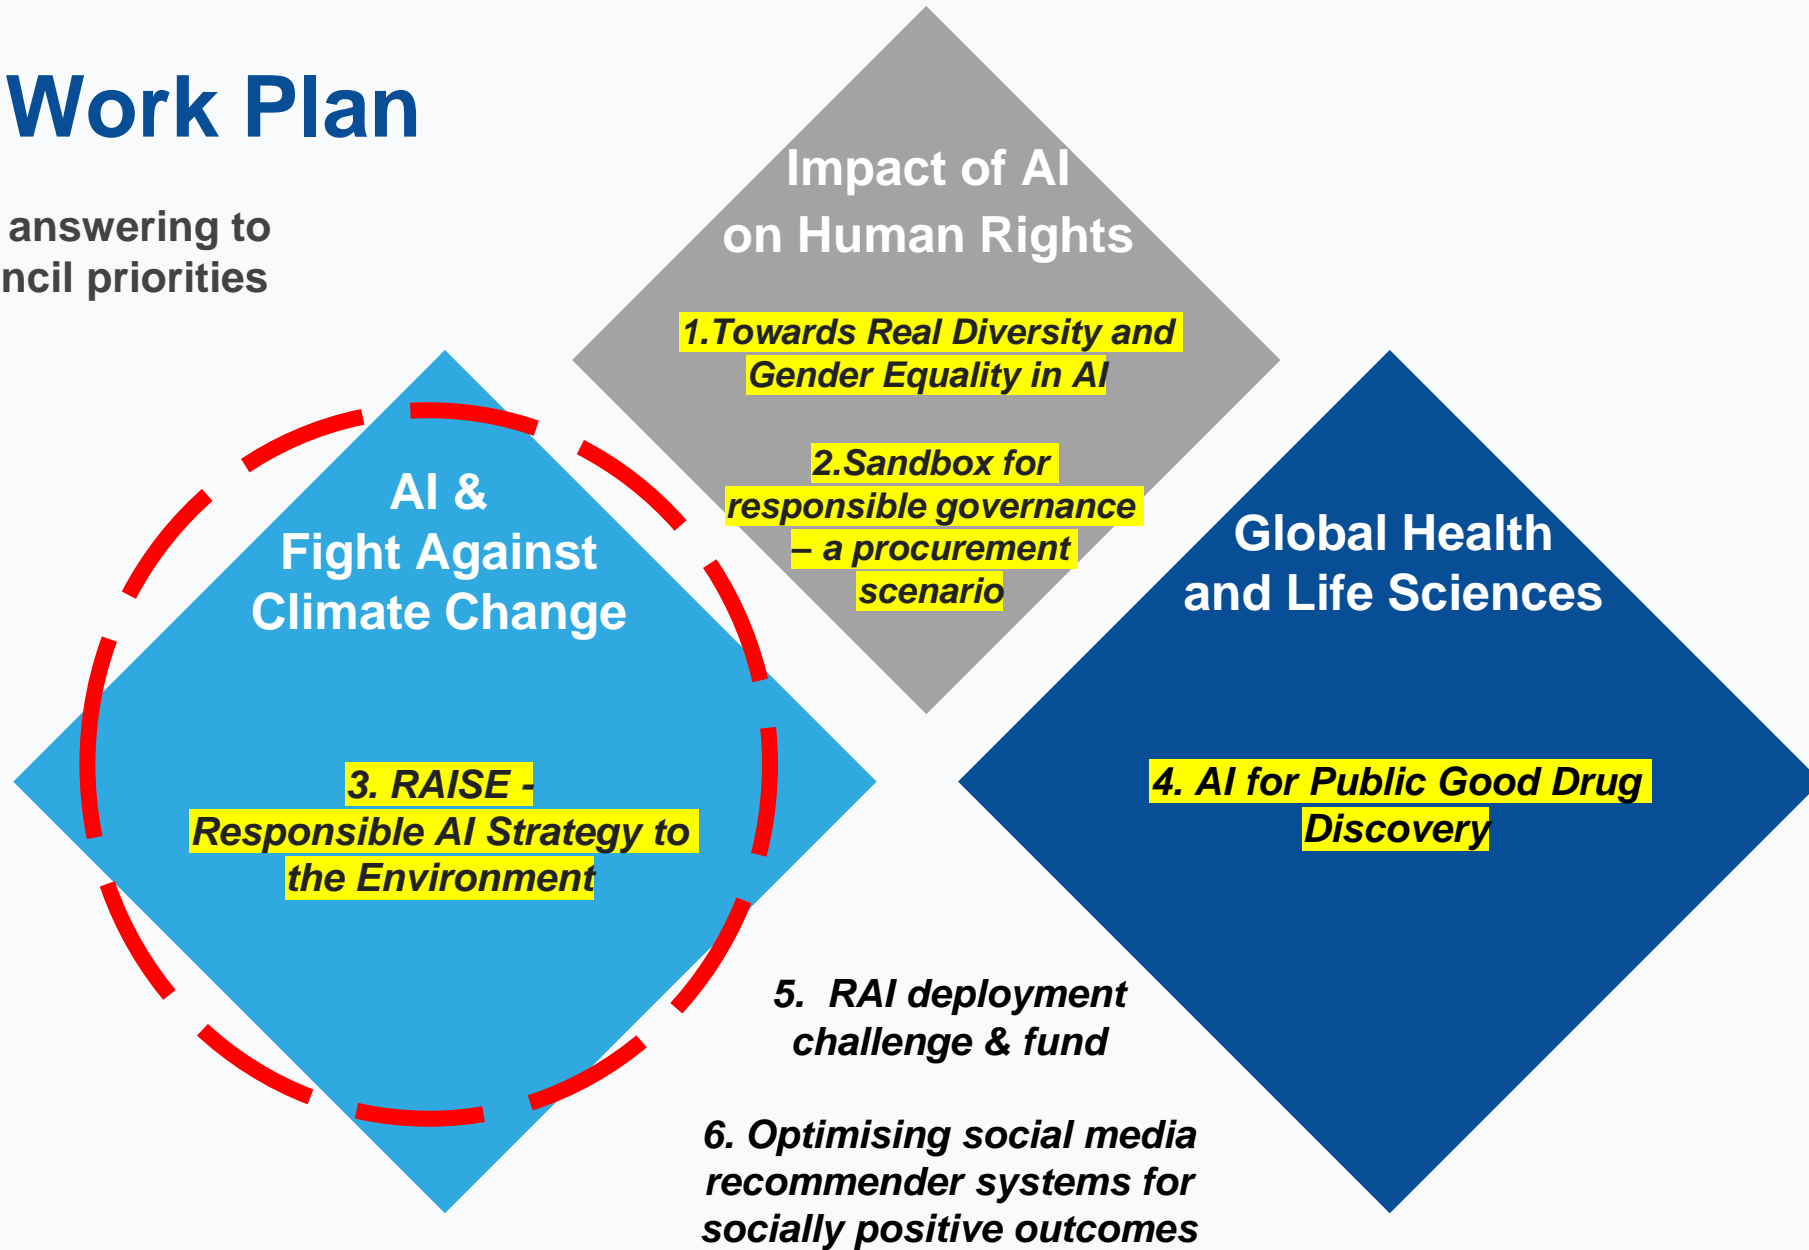 Work Plan
answering to
ncil priorities
Impact of AI
on Human Rights
1.Towards Real Diversity and
Gender Equality in AI
2.Sandbox for
responsible governance
– a procurement
scenario
AI &
Fight Against
Climate Change
3. RAISE -
Responsible AI Strategy to
the Environment
Global Health
and Life Sciences
4. AI for Public Good Drug
Discovery
5. RAI deployment
challenge & fund
6. Optimising social media
recommender systems for
socially positive outcomes